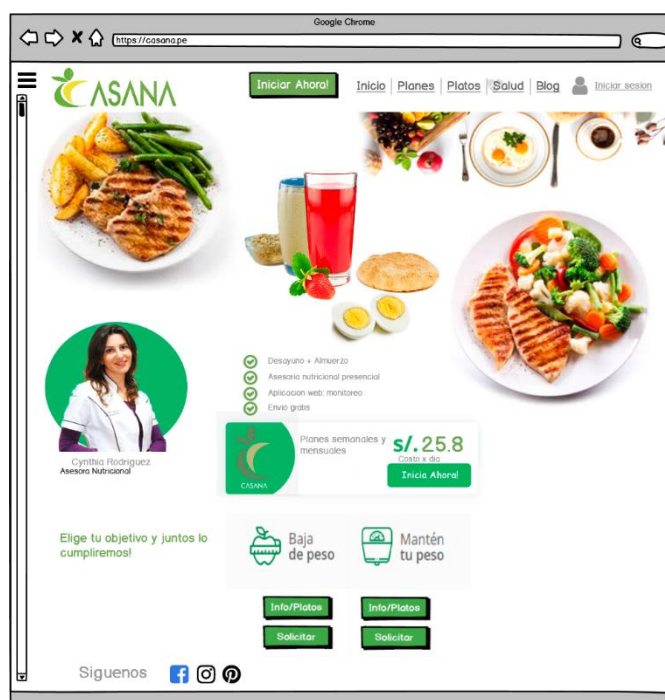 Google Chrome
https://casana.pe
CASANA
Iniciar Ahora!
Inicio | Planes | Platos | Salud | Blog
Iniciar sesion
Desayuno + Almuerzo
Asesoria nutricional presencial
Aplicacion web: monitoreo
Envio gratis
Cynthia Rodriguez
Asesora Nutricional
CASANA
Planes semanales y
mensuales
s/.25.8
Costo x dia
Inicia Ahora!
Elige tu objetivo y juntos lo
cumpliremos!
Baja
de peso
Mantén
tu peso
Info/Platos
Info/Platos
Solicitar
Solicitar
Siguenos